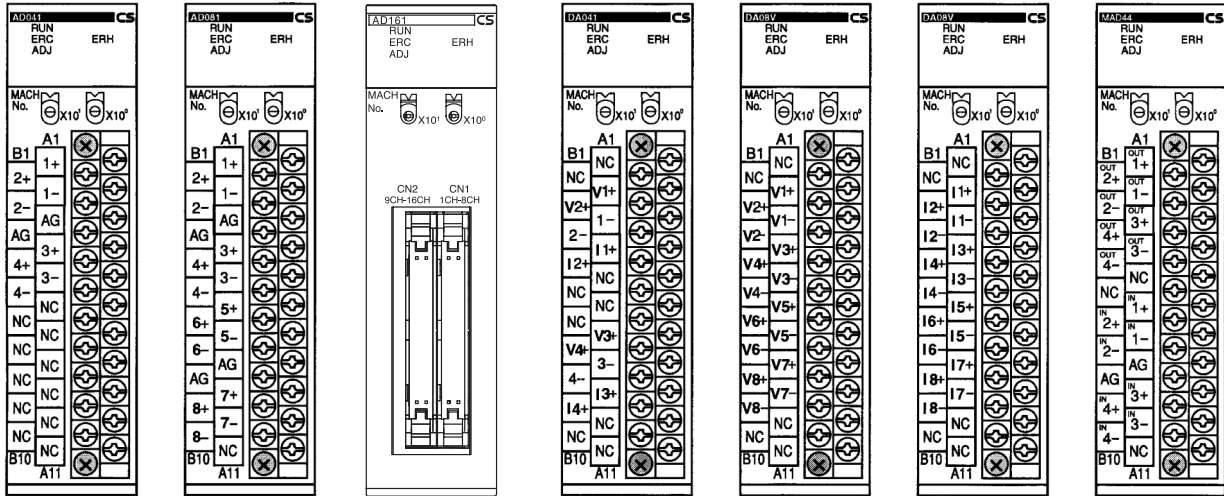 AD041 CS
RUN
ERC ERH
ADJ
MACH
No. X10¹ X10⁰
A1
B1
1+
2+
1–
2–
AG
AG
3+
4+
3–
4–
NC
NC
NC
NC
NC
NC
NC
NC
NC
NC
NC
B10
A11
AD081 CS
RUN
ERC ERH
ADJ
MACH
No. X10¹ X10⁰
A1
B1
1+
2+
1–
2–
AG
AG
3+
4+
3–
4–
5+
6+
5–
6–
AG
AG
7+
8+
7–
8–
NC
B10
A11
AD161 CS
RUN
ERC ERH
ADJ
MACH
No. X10¹ X10⁰
CN2 CN1
9CH-16CH 1CH-8CH
DA041 CS
RUN
ERC ERH
ADJ
MACH
No. X10¹ X10⁰
A1
B1
NC
NC
V1+
V2+
1–
2–
I1+
I2+
NC
NC
NC
NC
V3+
V4+
3–
4--
I3+
I4+
NC
NC
NC
B10
A11
DA08V CS
RUN
ERC ERH
ADJ
MACH
No. X10¹ X10⁰
A1
B1
NC
NC
V1+
V2+
V1–
V2–
V3+
V4+
V3–
V4–
V5+
V6+
V5–
V6–
V7+
V8+
V7–
V8–
NC
NC
NC
B10
A11
DA08V CS
RUN
ERC ERH
ADJ
MACH
No. X10¹ X10⁰
A1
B1
NC
NC
I1+
I2+
I1–
I2–
I3+
I4+
I3–
I4–
I5+
I6+
I5–
I6–
I7+
I8+
I7–
I8–
NC
NC
NC
B10
A11
MAD44 CS
RUN
ERC ERH
ADJ
MACH
No. X10¹ X10⁰
A1
B1
OUT 1+
OUT 2+
OUT 1–
OUT 2–
OUT 3+
OUT 4+
OUT 3–
OUT 4–
NC
NC
IN 1+
IN 2+
IN 1–
IN 2–
AG
AG
IN 3+
IN 4+
IN 3–
IN 4–
NC
B10
A11